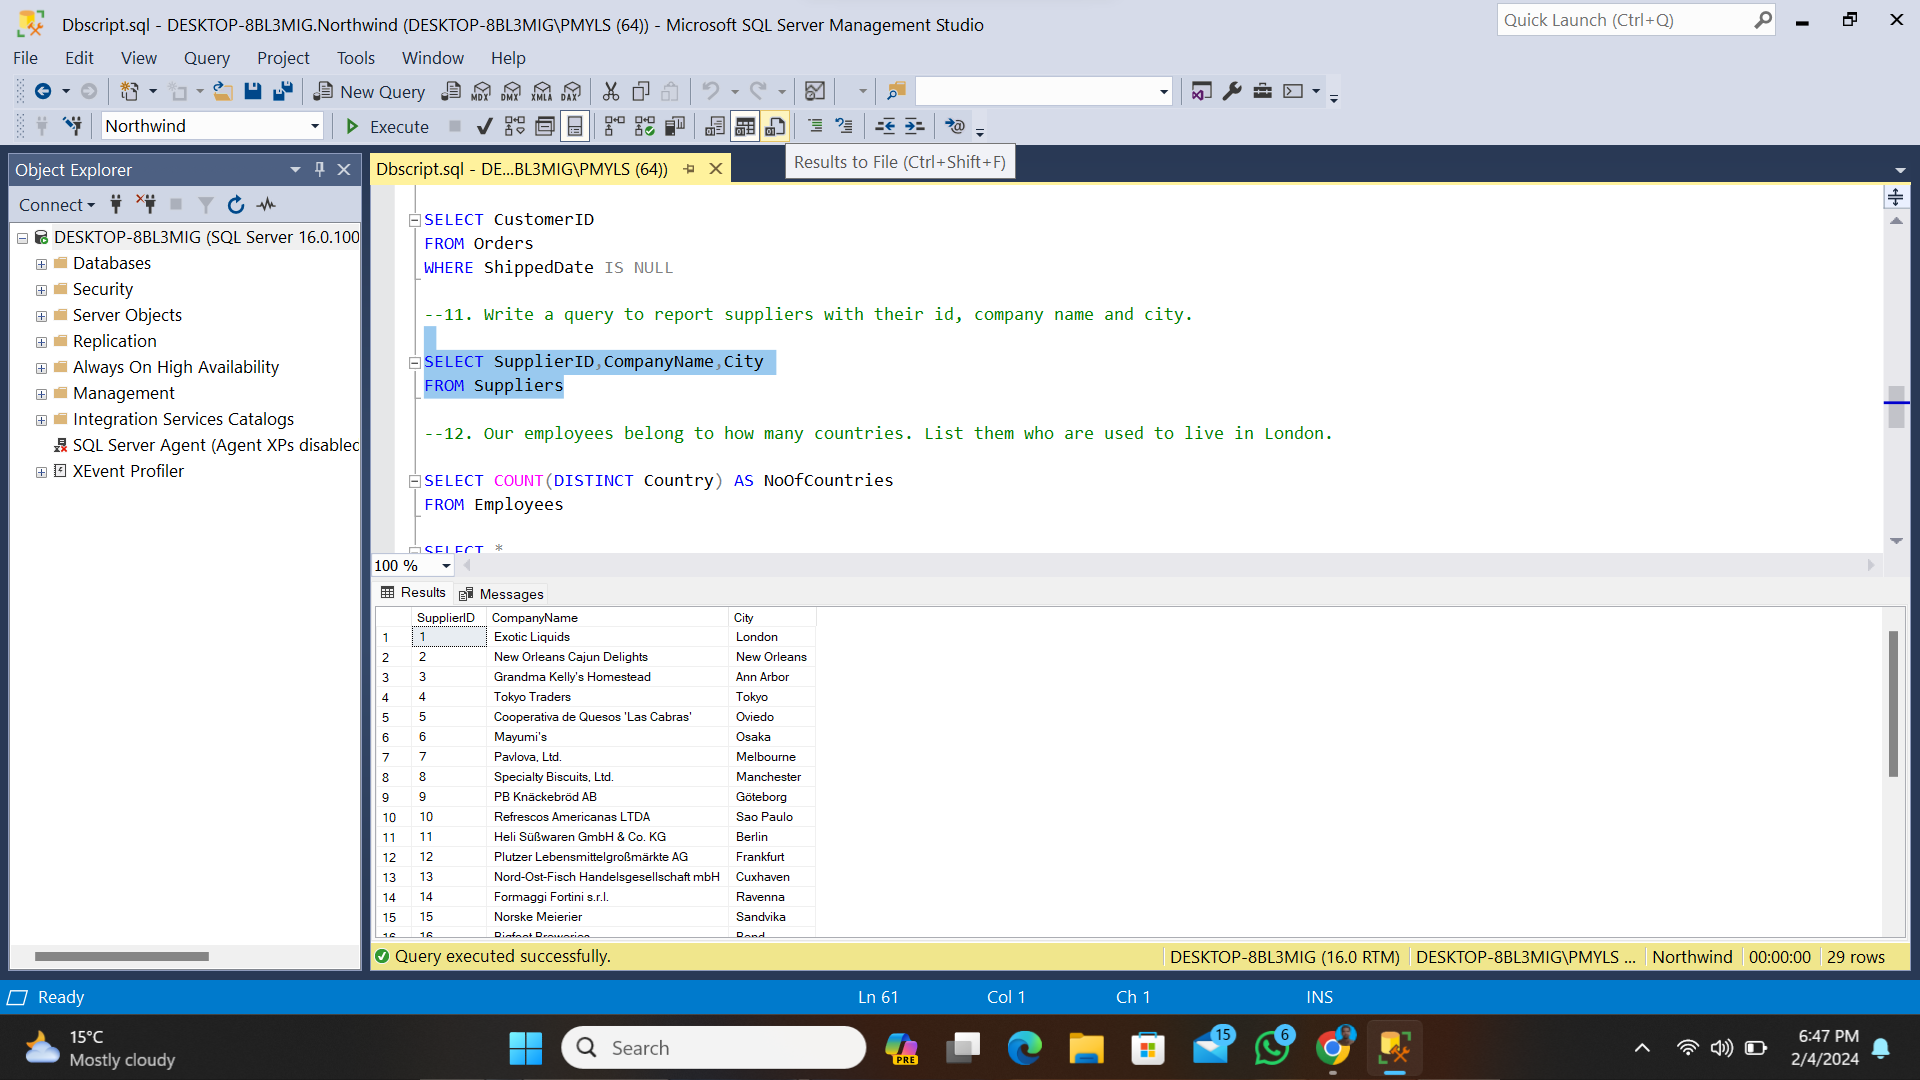 Dbscript.sql - DESKTOP-8BL3MIG.Northwind (DESKTOP-8BL3MIG\PMYLS (64)) - Microsoft SQL Server Management Studio
Quick Launch (Ctrl+Q)
File Edit View Query Project Tools Window Help
New Query
MDX DMX XMLA DAX
Northwind Execute
Object Explorer
Dbscript.sql - DE...BL3MIG\PMYLS (64))
Results to File (Ctrl+Shift+F)
Connect
DESKTOP-8BL3MIG (SQL Server 16.0.100
Databases
Security
Server Objects
Replication
Always On High Availability
Management
Integration Services Catalogs
SQL Server Agent (Agent XPs disabled
XEvent Profiler
SELECT CustomerID
FROM Orders
WHERE ShippedDate IS NULL
--11. Write a query to report suppliers with their id, company name and city.
SELECT SupplierID,CompanyName,City
FROM Suppliers
--12. Our employees belong to how many countries. List them who are used to live in London.
SELECT COUNT(DISTINCT Country) AS NoOfCountries
FROM Employees
SELECT *
100 %
Results Messages
SupplierID CompanyName City
1 1 Exotic Liquids London
2 2 New Orleans Cajun Delights New Orleans
3 3 Grandma Kelly's Homestead Ann Arbor
4 4 Tokyo Traders Tokyo
5 5 Cooperativa de Quesos 'Las Cabras' Oviedo
6 6 Mayumi's Osaka
7 7 Pavlova, Ltd. Melbourne
8 8 Specialty Biscuits, Ltd. Manchester
9 9 PB Knäckebröd AB Göteborg
10 10 Refrescos Americanas LTDA Sao Paulo
11 11 Heli Süßwaren GmbH & Co. KG Berlin
12 12 Plutzer Lebensmittelgroßmärkte AG Frankfurt
13 13 Nord-Ost-Fisch Handelsgesellschaft mbH Cuxhaven
14 14 Formaggi Fortini s.r.l. Ravenna
15 15 Norske Meierier Sandvika
16 16 Bigfoot Breweries Bend
Query executed successfully.
DESKTOP-8BL3MIG (16.0 RTM) DESKTOP-8BL3MIG\PMYLS ... Northwind 00:00:00 29 rows
Ready Ln 61 Col 1 Ch 1 INS
15°C
Mostly cloudy
Search
PRE
15
6
6:47 PM
2/4/2024